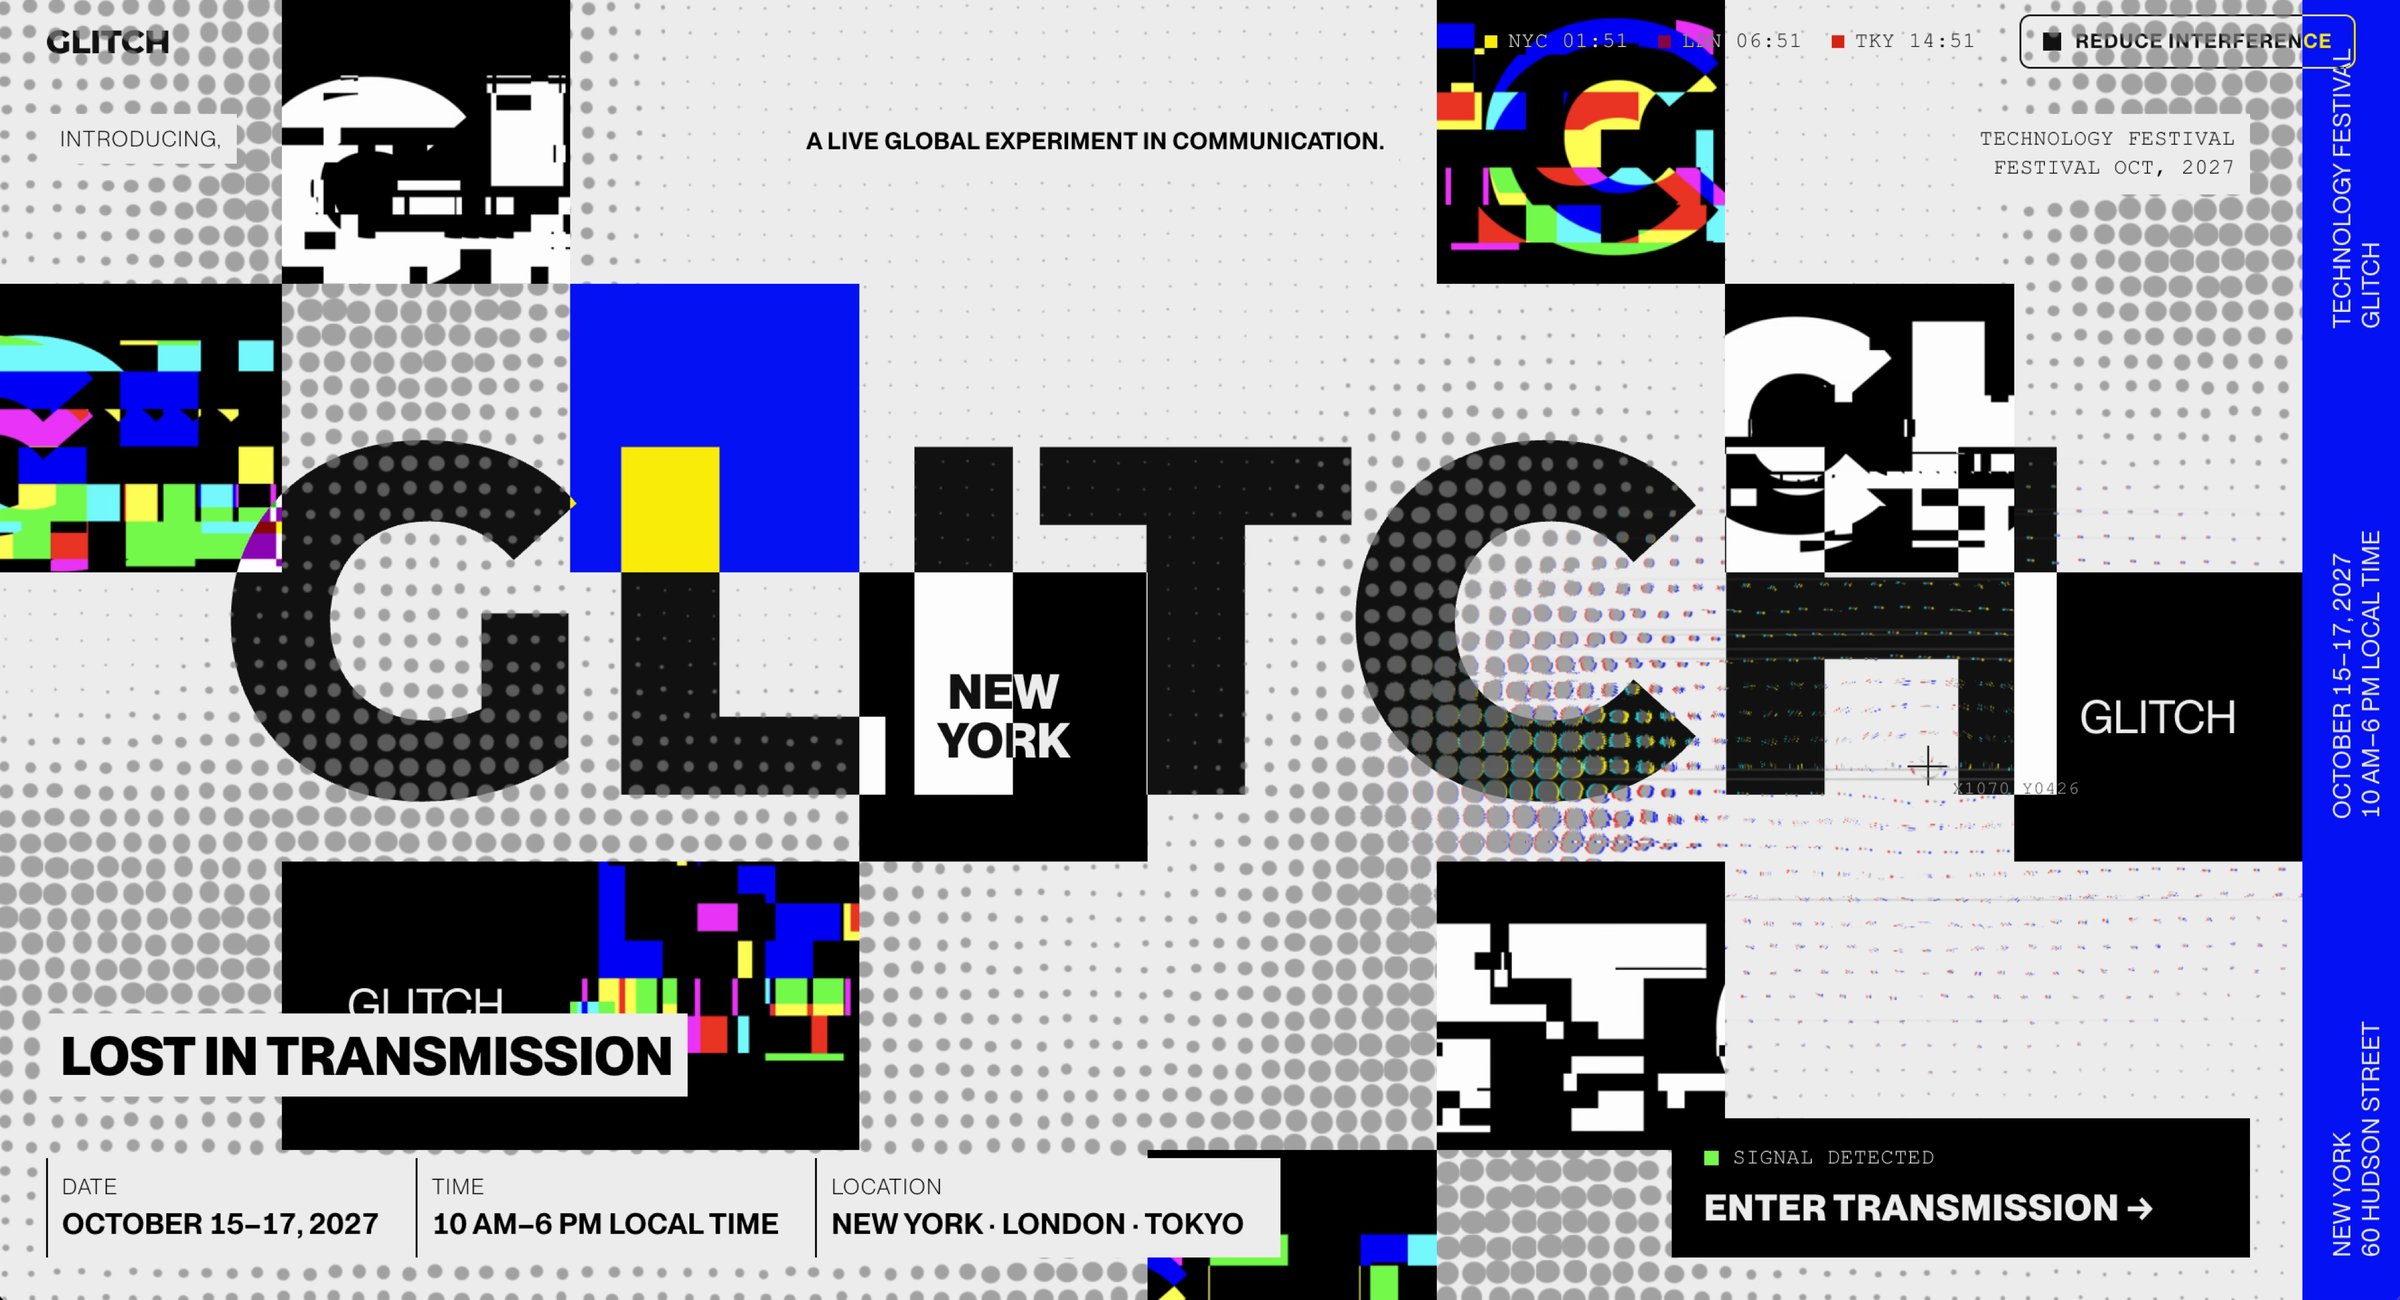 GLITCH
NYC 01:51
LDN 06:51
TKY 14:51
REDUCE INTERFERENCE
INTRODUCING,
A LIVE GLOBAL EXPERIMENT IN COMMUNICATION.
TECHNOLOGY FESTIVAL
FESTIVAL OCT, 2027
TECHNOLOGY FESTIVAL
GLITCH
GLITCH
NEW
YORK
GLITCH
X1070 Y0426
OCTOBER 15–17, 2027
10 AM–6 PM LOCAL TIME
GLITCH
LOST IN TRANSMISSION
DATE
OCTOBER 15–17, 2027
TIME
10 AM–6 PM LOCAL TIME
LOCATION
NEW YORK · LONDON · TOKYO
SIGNAL DETECTED
ENTER TRANSMISSION →
NEW YORK
60 HUDSON STREET